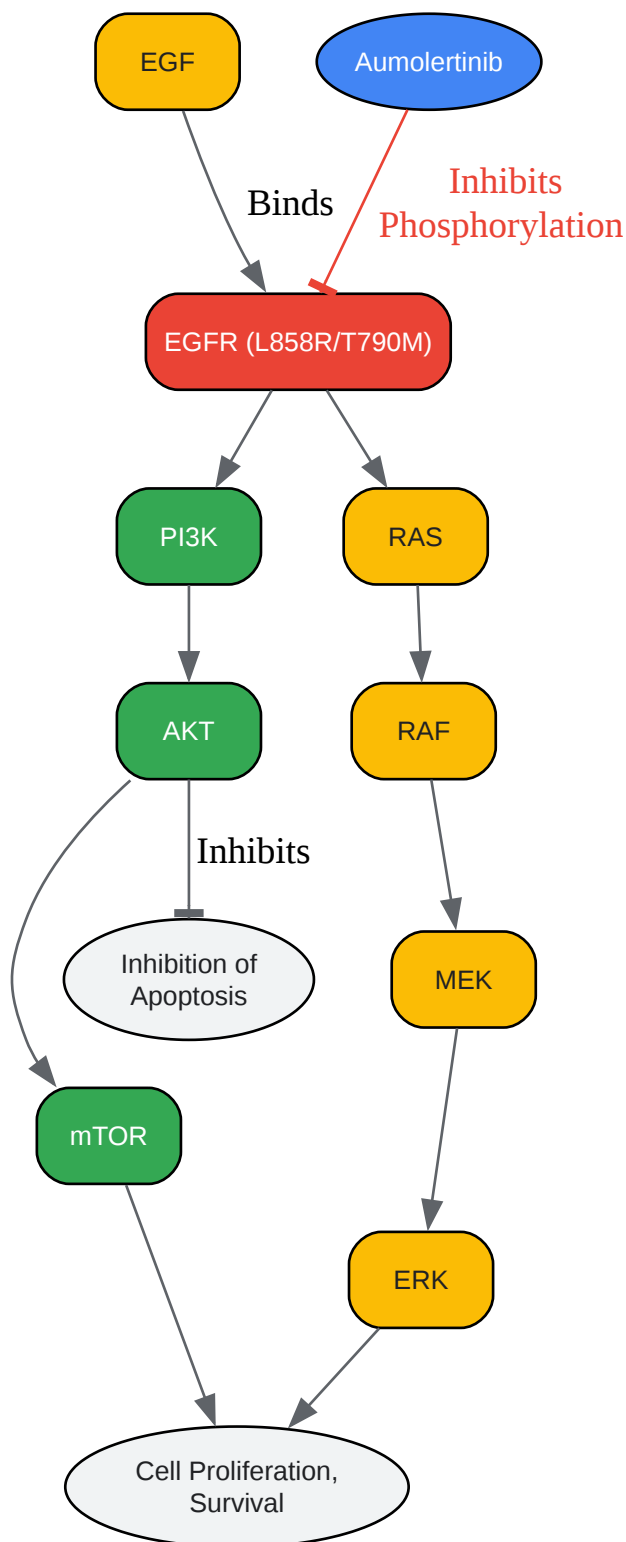 EGF
Aumolertinib
Binds
Inhibits
Phosphorylation
EGFR (L858R/T790M)
PI3K
RAS
AKT
RAF
Inhibits
Inhibition of
Apoptosis
MEK
mTOR
ERK
Cell Proliferation,
Survival